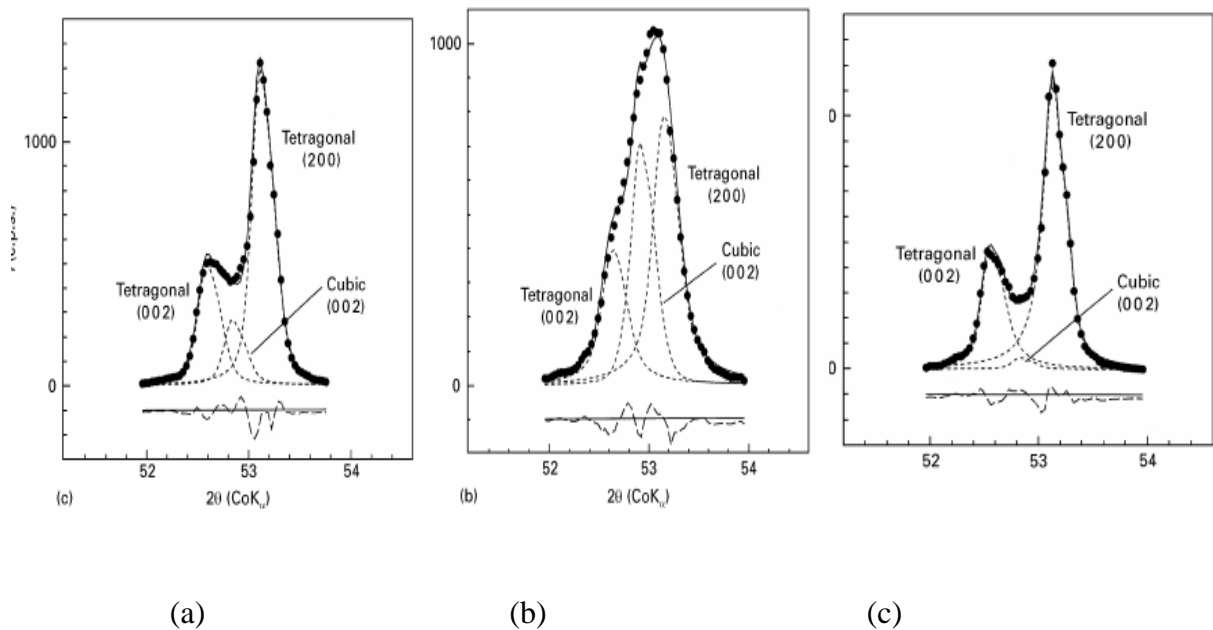 1000
0
Tetragonal
(002)
Tetragonal
(200)
Cubic
(002)
52
53
54
(c)
2θ (CoKα)
1000
0
Tetragonal
(002)
Tetragonal
(200)
Cubic
(002)
52
53
54
(b)
2θ (CoKα)
0
0
Tetragonal
(002)
Tetragonal
(200)
Cubic
(002)
52
53
54
(a)
(b)
(c)